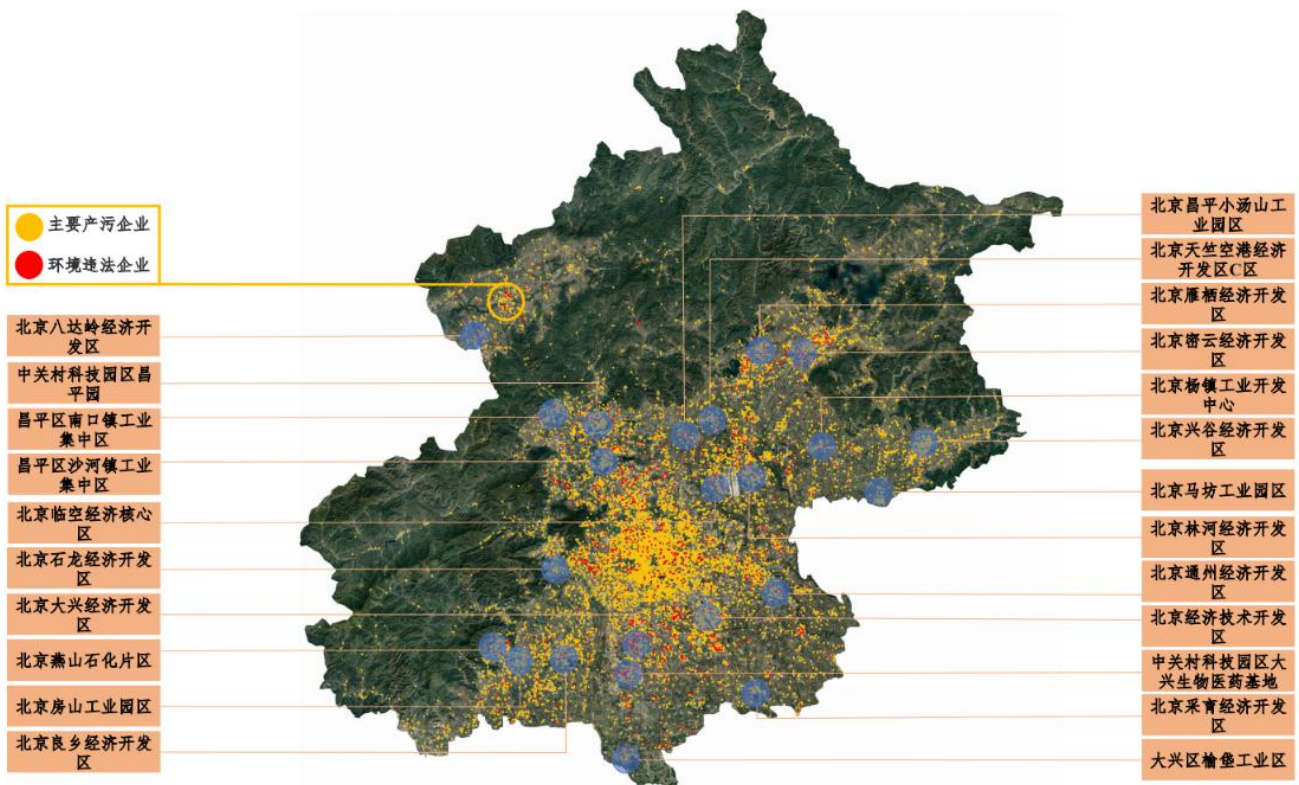 主要产污企业
环境违法企业
北京八达岭经济开
发区
中关村科技园区昌
平园
昌平区南口镇工业
集中区
昌平区沙河镇工业
集中区
北京临空经济核心
区
北京石龙经济开发
区
北京大兴经济开发
区
北京燕山石化片区
北京房山工业园区
北京良乡经济开发
区
北京昌平小汤山工
业园区
北京天竺空港经济
开发区C区
北京雁栖经济开发
区
北京密云经济开发
区
北京杨镇工业开发
中心
北京兴谷经济开发
区
北京马坊工业园区
北京林河经济开发
区
北京通州经济开发
区
北京经济技术开发
区
中关村科技园区大
兴生物医药基地
北京采育经济开发
区
大兴区榆垡工业区